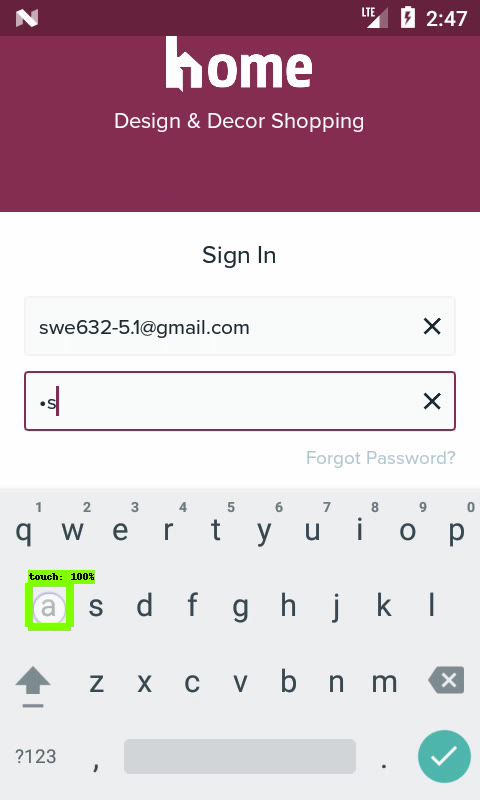 LTE 2:47
home
Design & Decor Shopping
Sign In
swe632-5.1@gmail.com
•s
Forgot Password?
1 2 3 4 5 6 7 8 9 0
q w e r t y u i o p
touch: 100%
a s d f g h j k l
z x c v b n m
?123 , .